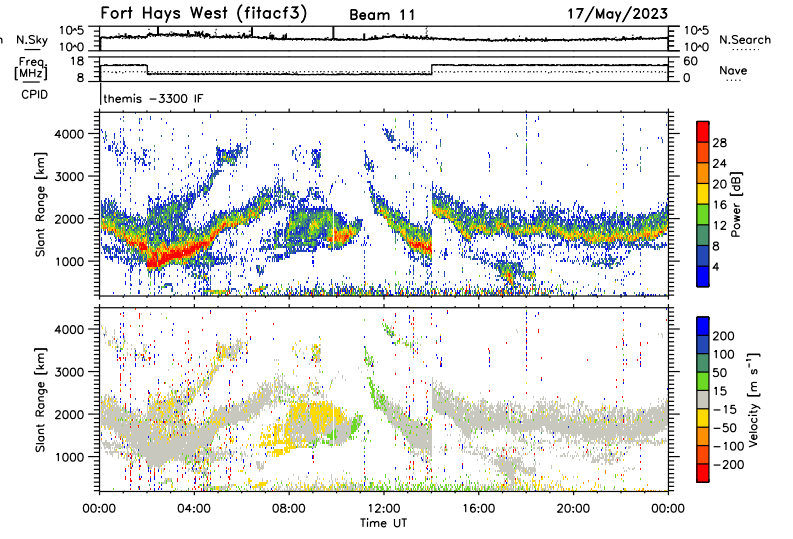 Fort Hays West (fitacf3) Beam 11 17/May/2023
N.Sky 10^5 10^0 10^5 10^0 N.Search
Freq. [MHz] 18 8 60 0 Nave
CPID themis -3300 IF
Slant Range [km] 4000 3000 2000 1000
Power [dB] 28 24 20 16 12 8 4
Slant Range [km] 4000 3000 2000 1000
Velocity [m s⁻¹] 200 100 50 15 -15 -50 -100 -200
00:00 04:00 08:00 12:00 16:00 20:00 00:00
Time UT